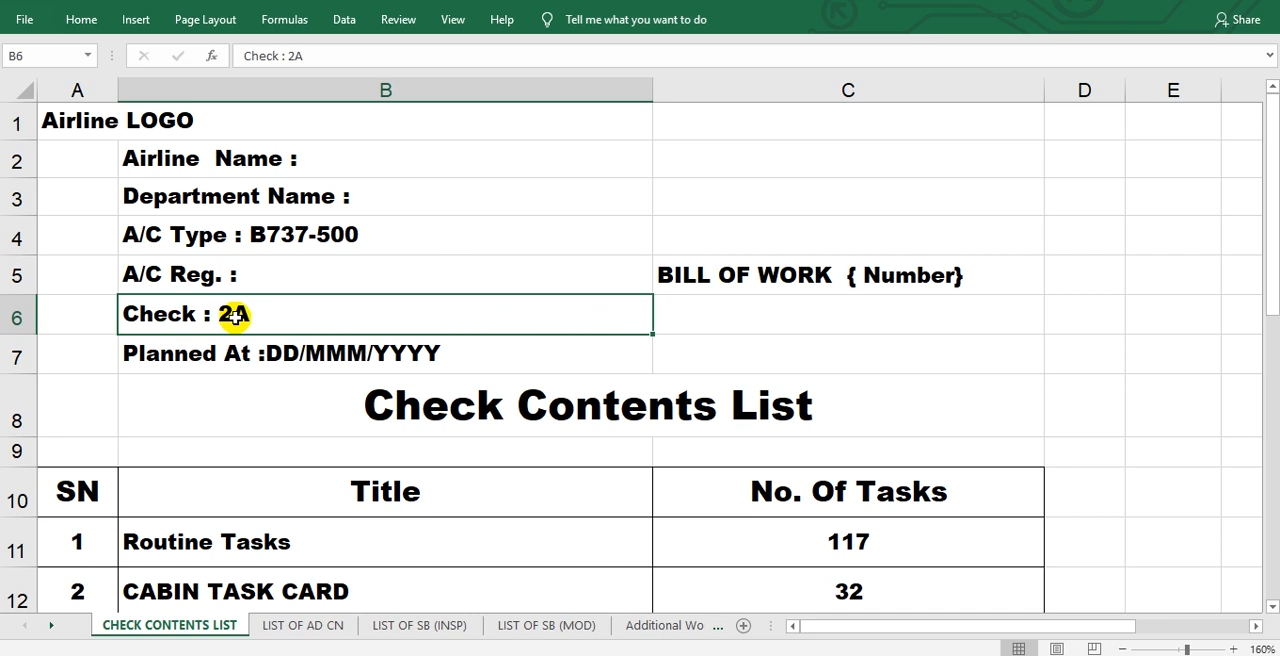 File Home Insert Page Layout Formulas Data Review View Help Tell me what you want to do Share
B6 fx Check : 2A
A B C D E
1 Airline LOGO
2 Airline Name :
3 Department Name :
4 A/C Type : B737-500
5 A/C Reg. : BILL OF WORK { Number}
6 Check : 2A
7 Planned At :DD/MMM/YYYY
8 Check Contents List
9
10 SN Title No. Of Tasks
11 1 Routine Tasks 117
12 2 CABIN TASK CARD 32
CHECK CONTENTS LIST LIST OF AD CN LIST OF SB (INSP) LIST OF SB (MOD) Additional Wo ...
160%